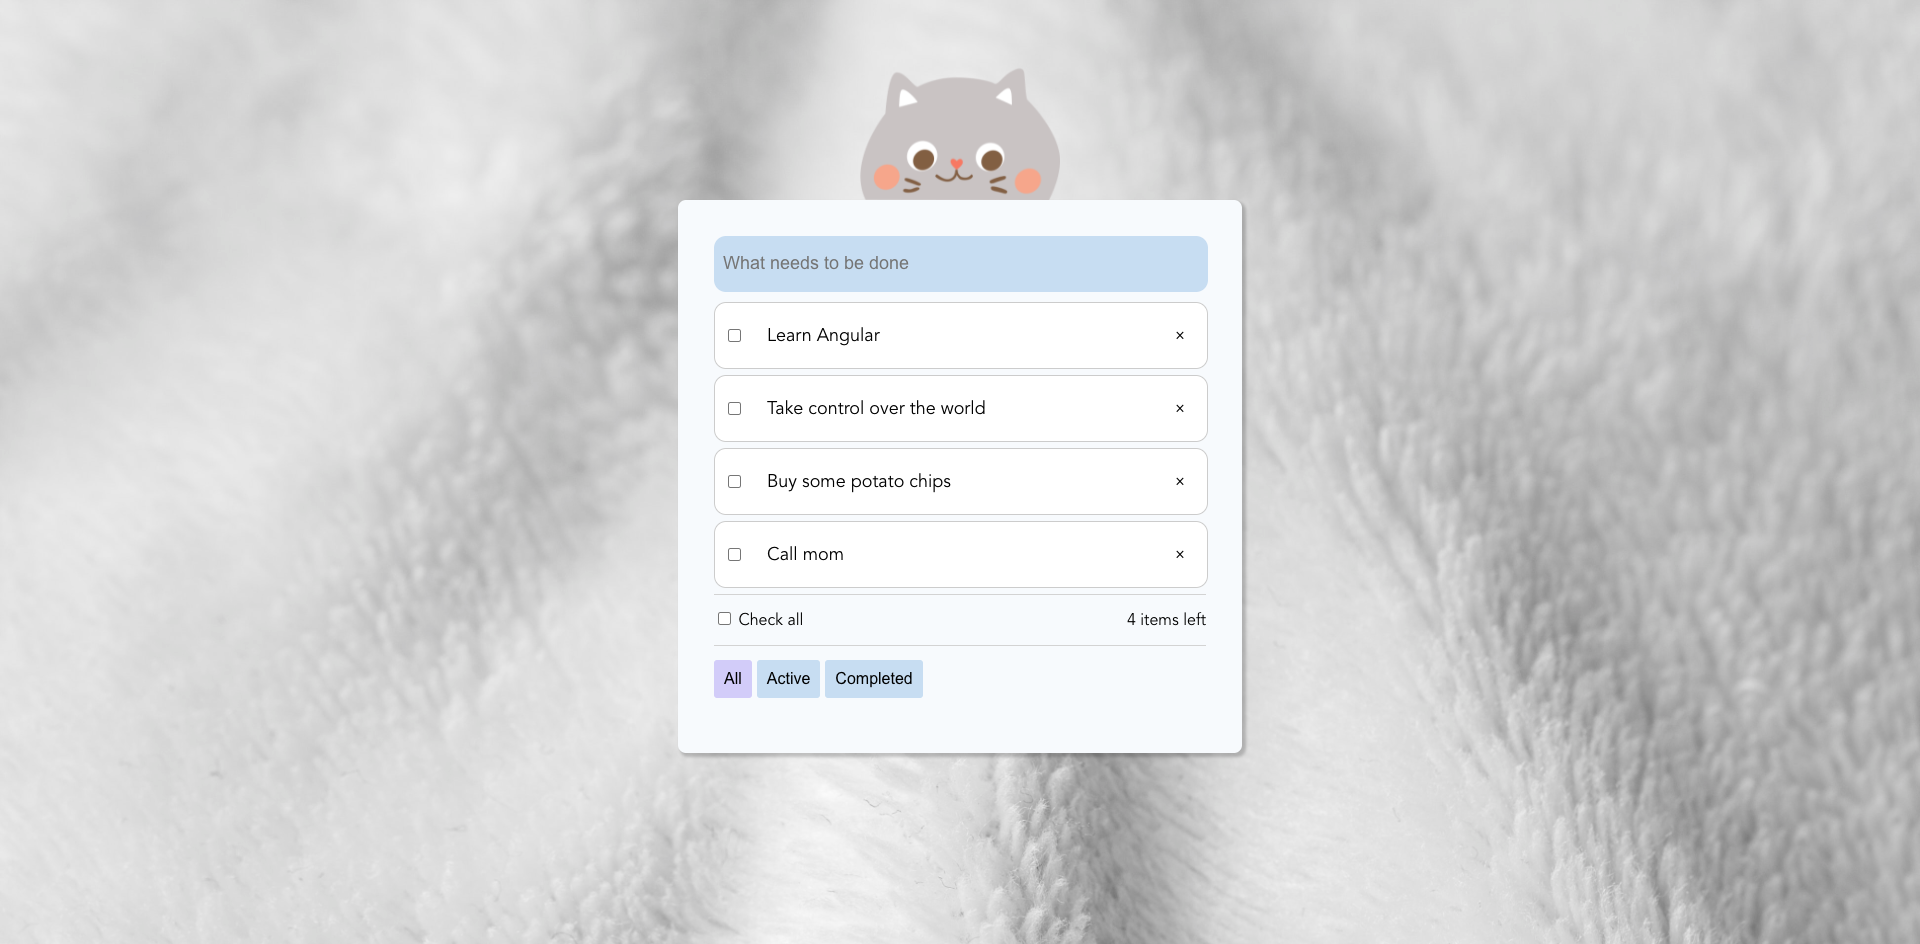 What needs to be done
Learn Angular ×
Take control over the world ×
Buy some potato chips ×
Call mom ×
Check all 4 items left
All Active Completed